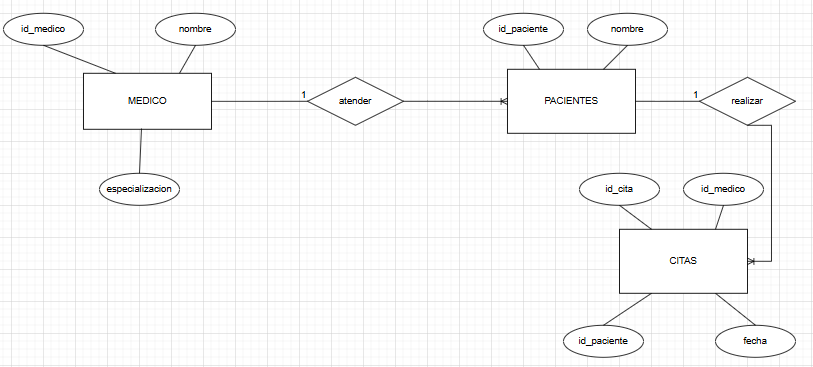 id_medico
nombre
id_paciente
nombre
MEDICO
1
atender
PACIENTES
1
realizar
especializacion
id_cita
id_medico
CITAS
id_paciente
fecha